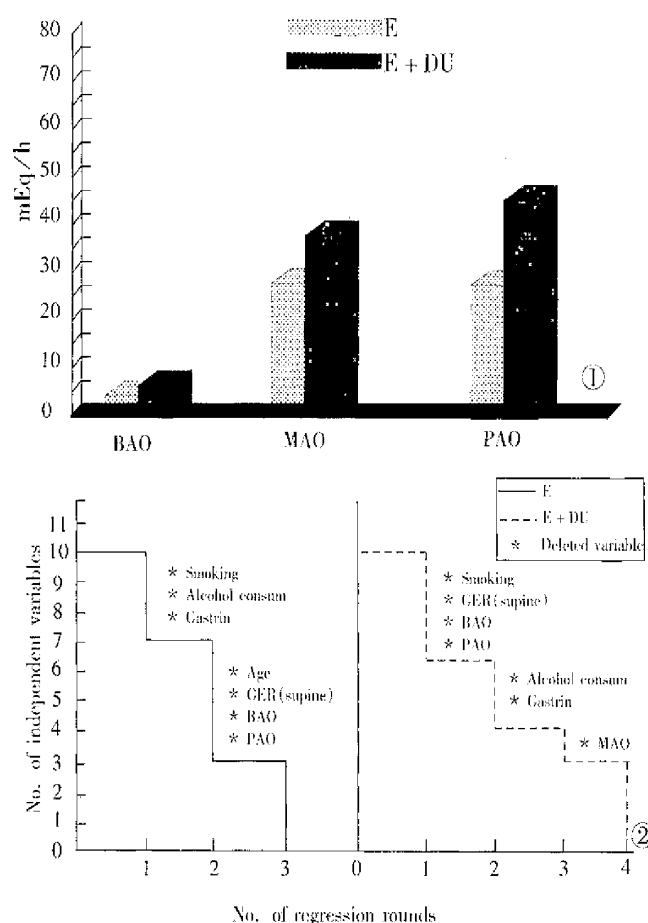 80
70
60
50
40
30
20
10
0
mEq/h
E
E + DU
①
BAO
MAO
PAO
E
E + DU
* Deleted variable
No. of independent variables
11
10
9
8
7
6
5
4
3
2
1
0
* Smoking
* Alcohol consum
* Gastrin
* Age
* GER(supine)
* BAO
* PAO
* Smoking
* GER(supine)
* BAO
* PAO
* Alcohol consum
* Gastrin
* MAO
②
1 2 3 0 1 2 3 4
No. of regression rounds